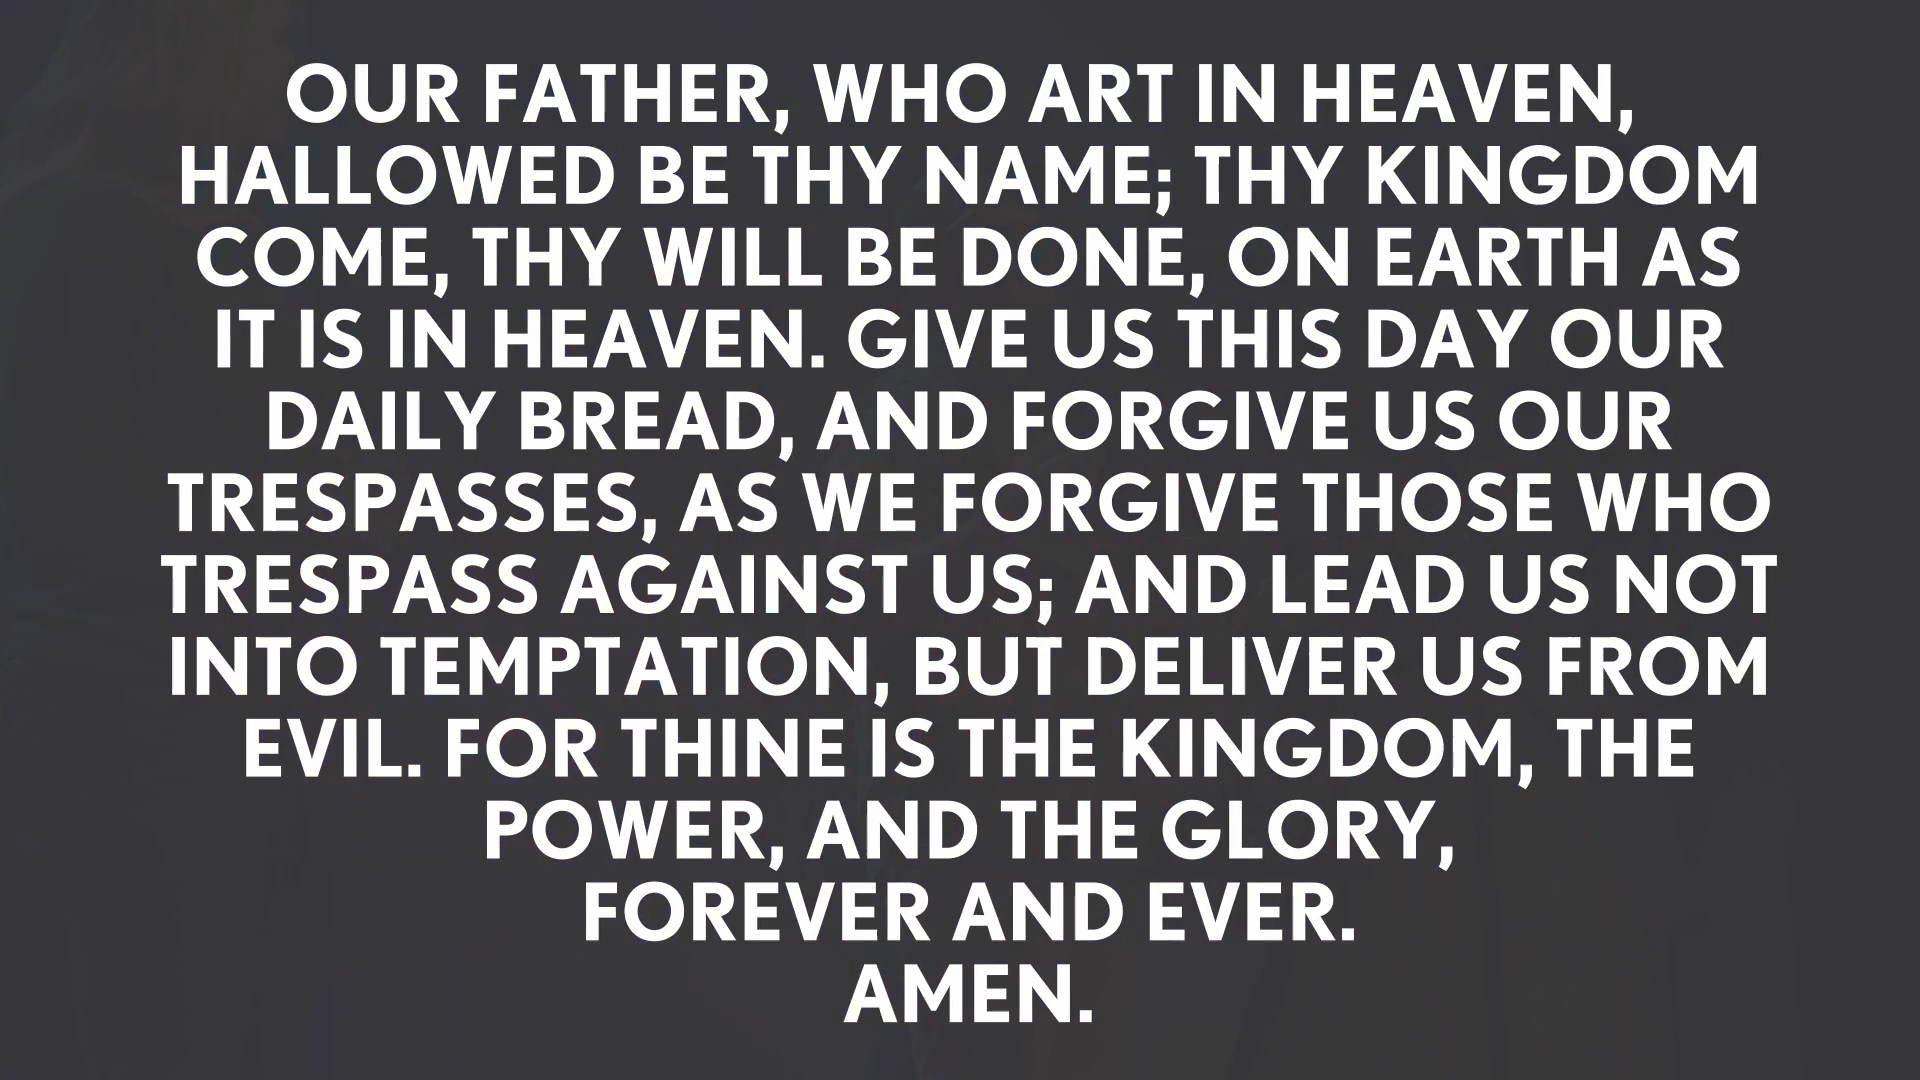 OUR FATHER, WHO ART IN HEAVEN,
HALLOWED BE THY NAME; THY KINGDOM
COME, THY WILL BE DONE, ON EARTH AS
IT IS IN HEAVEN. GIVE US THIS DAY OUR
DAILY BREAD, AND FORGIVE US OUR
TRESPASSES, AS WE FORGIVE THOSE WHO
TRESPASS AGAINST US; AND LEAD US NOT
INTO TEMPTATION, BUT DELIVER US FROM
EVIL. FOR THINE IS THE KINGDOM, THE
POWER, AND THE GLORY,
FOREVER AND EVER.
AMEN.